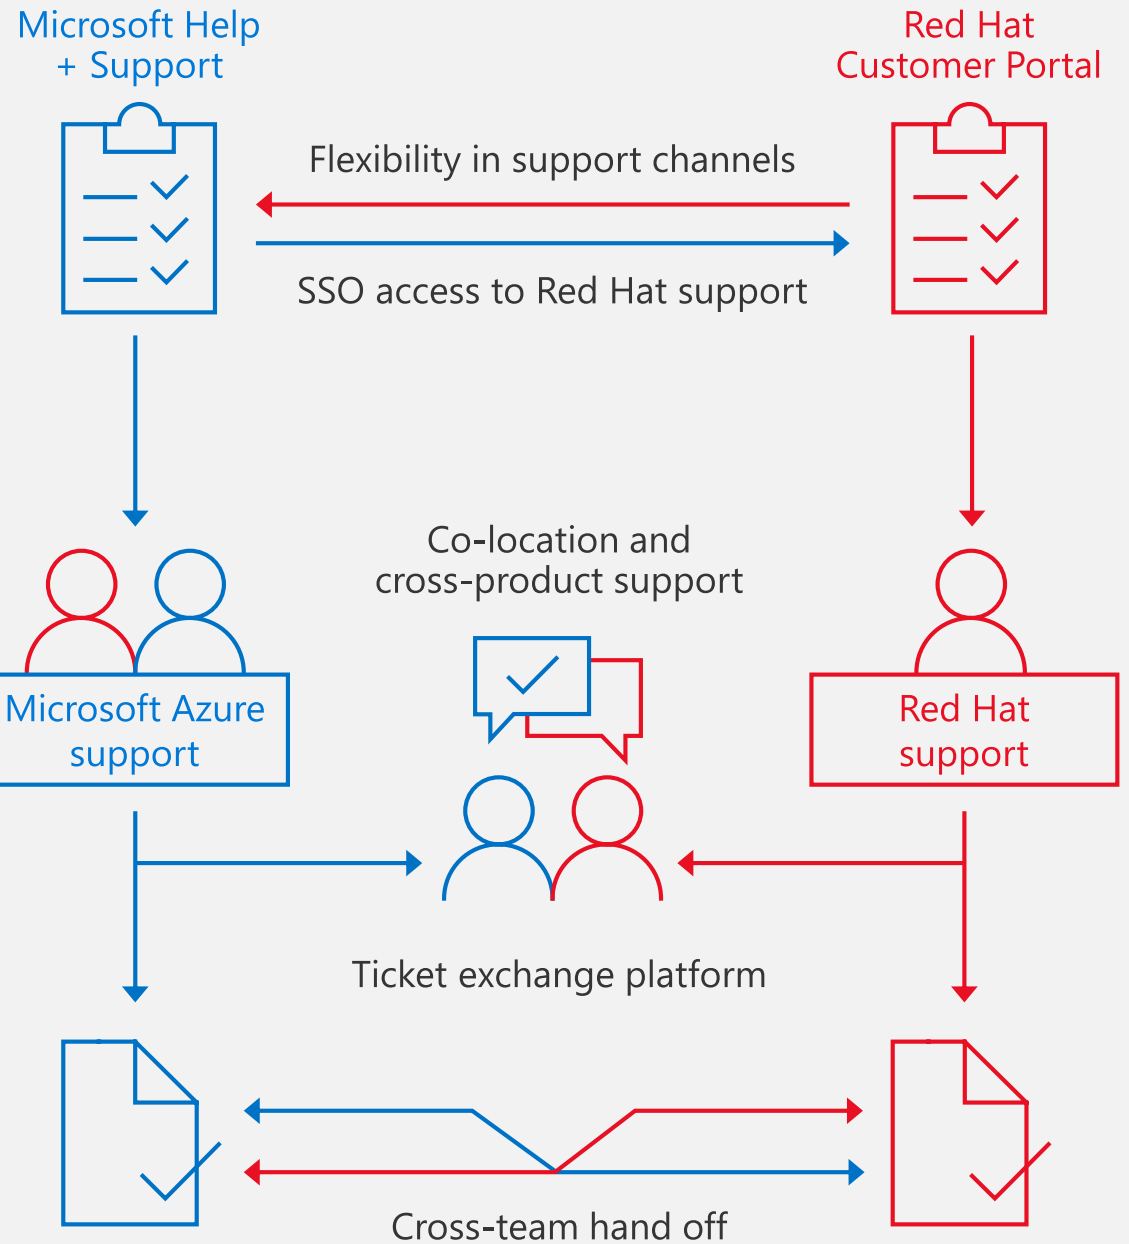 Microsoft Help
+ Support
Red Hat
Customer Portal
Flexibility in support channels
SSO access to Red Hat support
Co-location and
cross-product support
Microsoft Azure
support
Red Hat
support
Ticket exchange platform
Cross-team hand off